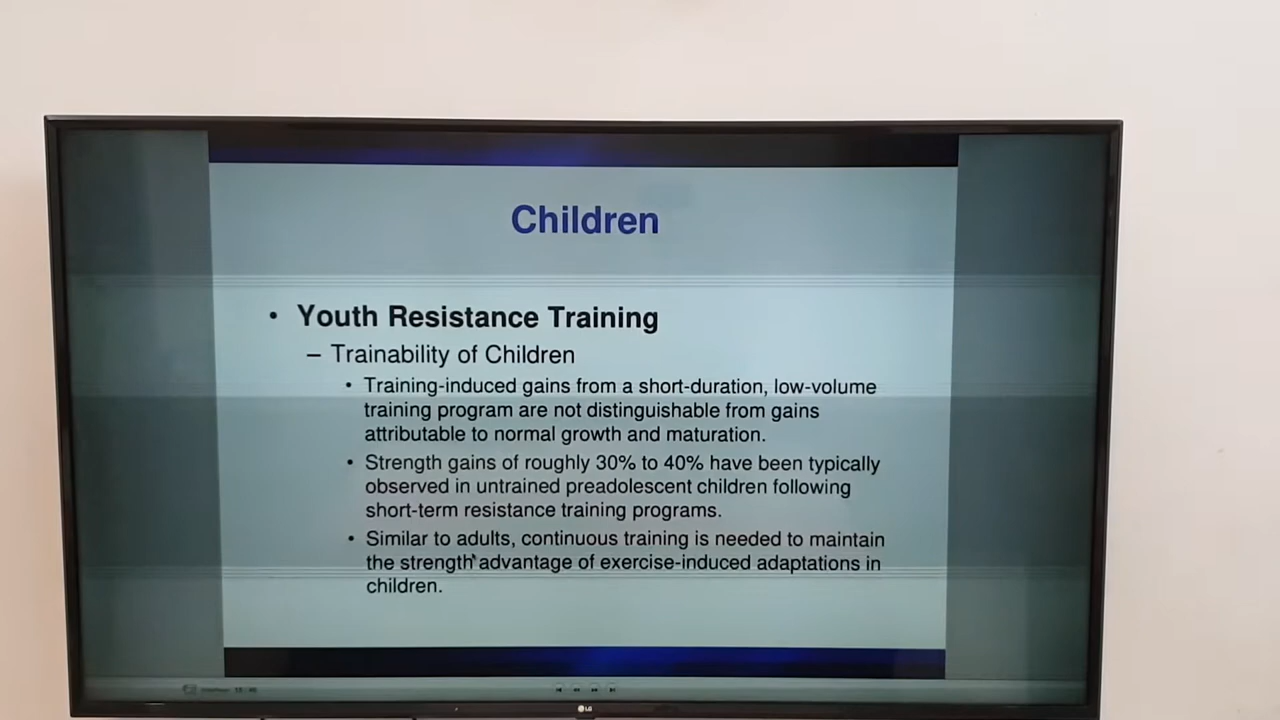 Children
• Youth Resistance Training
– Trainability of Children
• Training-induced gains from a short-duration, low-volume
training program are not distinguishable from gains
attributable to normal growth and maturation.
• Strength gains of roughly 30% to 40% have been typically
observed in untrained preadolescent children following
short-term resistance training programs.
• Similar to adults, continuous training is needed to maintain
the strength advantage of exercise-induced adaptations in
children.
LG